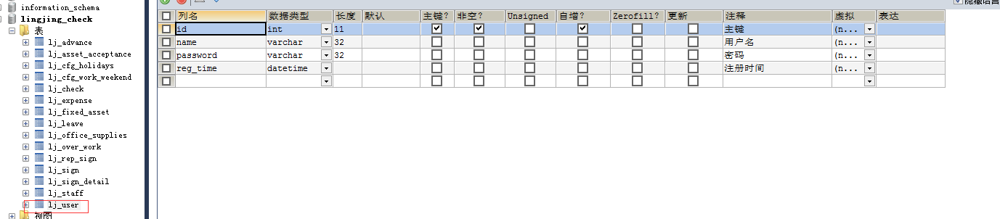 information_schema
lingjing_check
表
lj_advance
lj_asset_acceptance
lj_cfg_holidays
lj_cfg_work_weekend
lj_check
lj_expense
lj_fixed_asset
lj_leave
lj_office_supplies
lj_over_work
lj_rep_sign
lj_sign
lj_sign_detail
lj_staff
lj_user
视图
列名 数据类型 长度 默认 主键? 非空? Unsigned 自增? Zerofill? 更新 注释 虚拟 表达
id int 11 主键 (n...
name varchar 32 用户名 (n...
password varchar 32 密码 (n...
reg_time datetime 注册时间 (n...